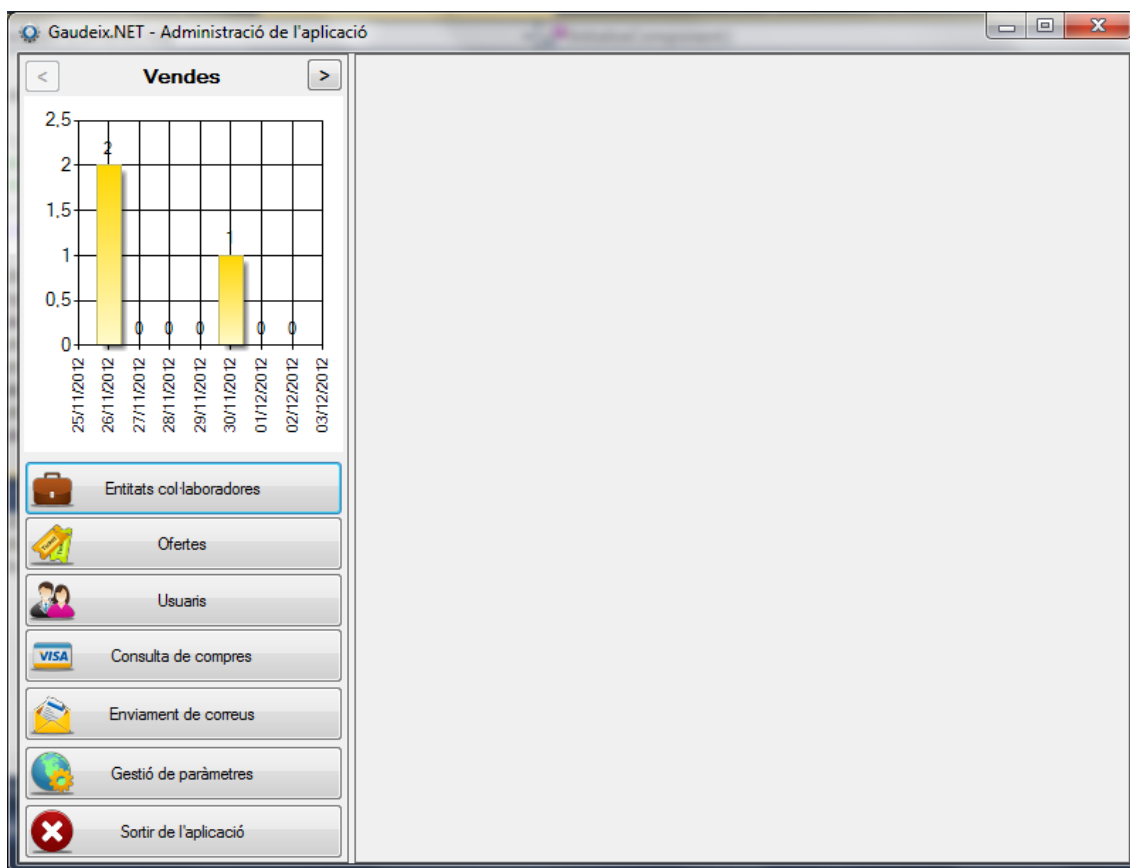 Gaudeix.NET - Administració de l'aplicació
< Vendes >
2,5
2
2
1,5
1
1
0,5
0 0 0 0 0 0
25/11/2012
26/11/2012
27/11/2012
28/11/2012
29/11/2012
30/11/2012
01/12/2012
02/12/2012
03/12/2012
Entitats col·laboradores
Ticket
Ofertes
Usuaris
VISA
Consulta de compres
Enviament de correus
Gestió de paràmetres
Sortir de l'aplicació